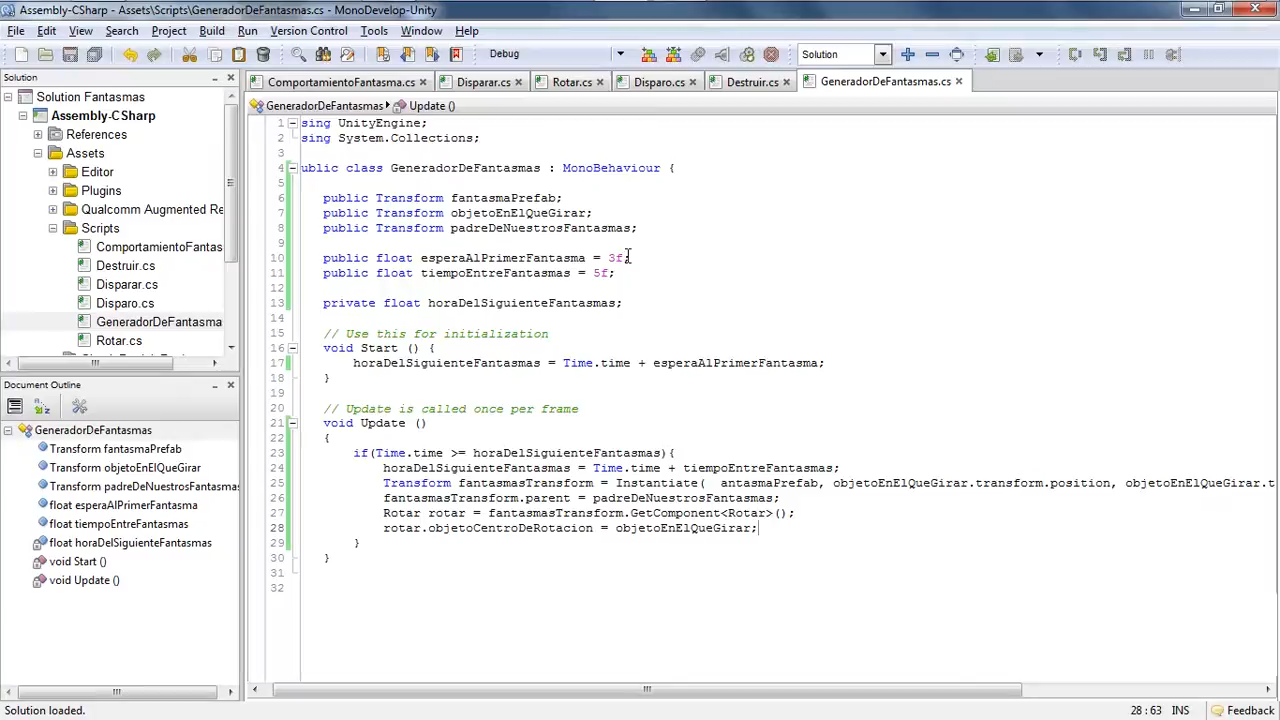 Assembly-CSharp - Assets\Scripts\GeneradorDeFantasmas.cs* - MonoDevelop-Unity
File Edit View Search Project Build Run Version Control Tools Window Help
Debug Solution
Solution
ComportamientoFantasma.cs Disparar.cs Rotar.cs Disparo.cs Destruir.cs GeneradorDeFantasmas.cs
Solution Fantasmas
GeneradorDeFantasmas Update ()
Assembly-CSharp
References
Assets
Editor
Plugins
Qualcomm Augmented Re
Scripts
ComportamientoFantas
Destruir.cs
Disparar.cs
Disparo.cs
GeneradorDeFantasma
Rotar.cs
Document Outline
GeneradorDeFantasmas
Transform fantasmaPrefab
Transform objetoEnElQueGirar
Transform padreDeNuestrosFantasmas
float esperaAlPrimerFantasma
float tiempoEntreFantasmas
float horaDelSiguienteFantasmas
void Start ()
void Update ()
1 sing UnityEngine;
2 sing System.Collections;
3
4 ublic class GeneradorDeFantasmas : MonoBehaviour {
5
6 public Transform fantasmaPrefab;
7 public Transform objetoEnElQueGirar;
8 public Transform padreDeNuestrosFantasmas;
9
10 public float esperaAlPrimerFantasma = 3f;
11 public float tiempoEntreFantasmas = 5f;
12
13 private float horaDelSiguienteFantasmas;
14
15 // Use this for initialization
16 void Start () {
17 horaDelSiguienteFantasmas = Time.time + esperaAlPrimerFantasma;
18 }
19
20 // Update is called once per frame
21 void Update ()
22 {
23 if(Time.time >= horaDelSiguienteFantasmas){
24 horaDelSiguienteFantasmas = Time.time + tiempoEntreFantasmas;
25 Transform fantasmasTransform = Instantiate( antasmaPrefab, objetoEnElQueGirar.transform.position, objetoEnElQueGirar.t
26 fantasmasTransform.parent = padreDeNuestrosFantasmas;
27 Rotar rotar = fantasmasTransform.GetComponent<Rotar>();
28 rotar.objetoCentroDeRotacion = objetoEnElQueGirar;
29 }
30 }
31
32
Solution loaded. 28 : 63 INS Feedback